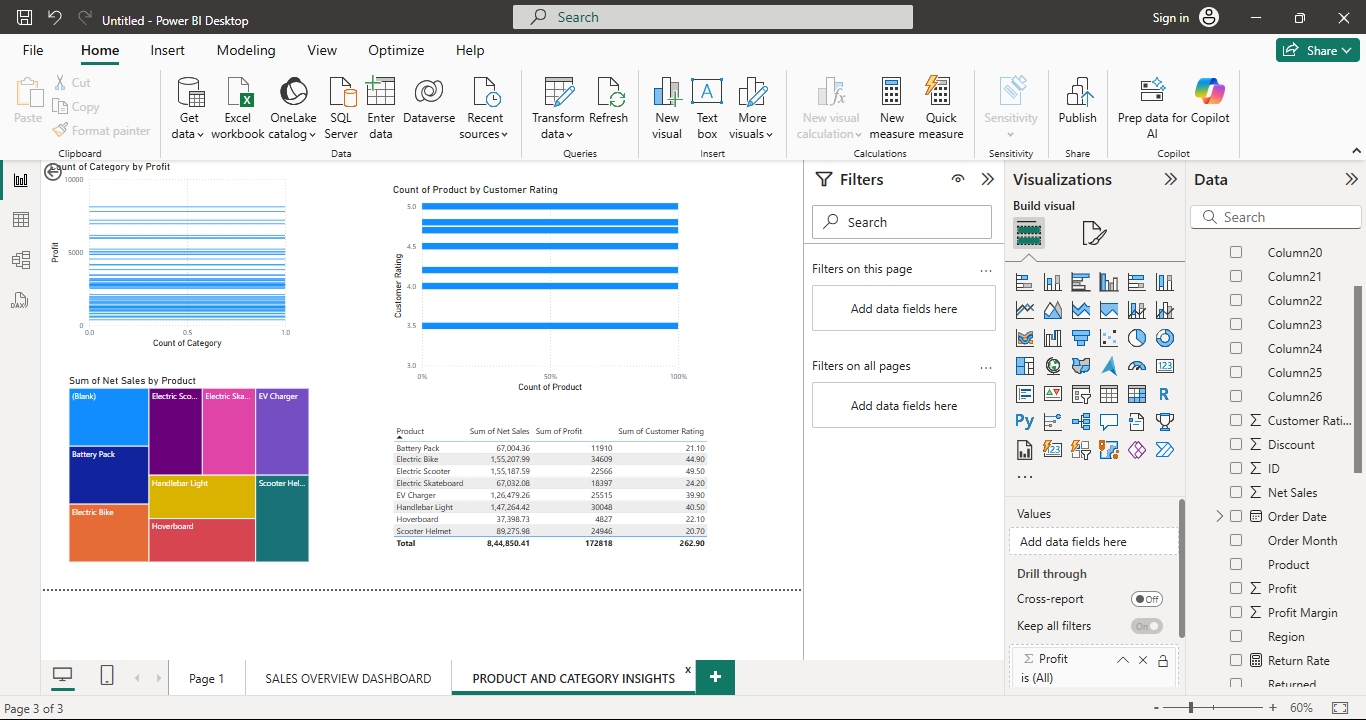 Untitled - Power BI Desktop
Search
Sign in
File Home Insert Modeling View Optimize Help
Share
Paste
Cut
Copy
Format painter
Clipboard
Get data
Excel workbook
OneLake catalog
SQL Server
Enter data
Dataverse
Recent sources
Data
Transform data
Refresh
Queries
New visual
Text box
More visuals
Insert
New visual calculation
New measure
Quick measure
Calculations
Sensitivity
Sensitivity
Publish
Share
Prep data for AI
Copilot
Copilot
ount of Category by Profit
10000
5000
0
Profit
0.0 0.5 1.0
Count of Category
Count of Product by Customer Rating
5.0
4.5
4.0
3.5
3.0
Customer Rating
0% 50% 100%
Count of Product
Sum of Net Sales by Product
(Blank)
Battery Pack
Electric Bike
Electric Sco...
Electric Ska...
EV Charger
Handlebar Light
Hoverboard
Scooter Hel...
Product Sum of Net Sales Sum of Profit Sum of Customer Rating
Battery Pack 67,004.36 11910 21.10
Electric Bike 1,55,207.99 34609 44.90
Electric Scooter 1,55,187.59 22566 49.50
Electric Skateboard 67,032.08 18397 24.20
EV Charger 1,26,479.26 25515 39.90
Handlebar Light 1,47,264.42 30048 40.50
Hoverboard 37,398.73 4827 22.10
Scooter Helmet 89,275.98 24946 20.70
Total 8,44,850.41 172818 262.90
Filters
Search
Filters on this page
...
Add data fields here
Filters on all pages
...
Add data fields here
Visualizations
Build visual
123
R
Py
123
...
Values
Add data fields here
Drill through
Cross-report
Off
Keep all filters
On
Σ Profit
is (All)
Data
Search
Column20
Column21
Column22
Column23
Column24
Column25
Column26
Σ Customer Rati...
Σ Discount
Σ ID
Σ Net Sales
Order Date
Order Month
Product
Σ Profit
Σ Profit Margin
Region
Return Rate
Returned
Page 1
SALES OVERVIEW DASHBOARD
PRODUCT AND CATEGORY INSIGHTS
x
+
Page 3 of 3
- + 60%